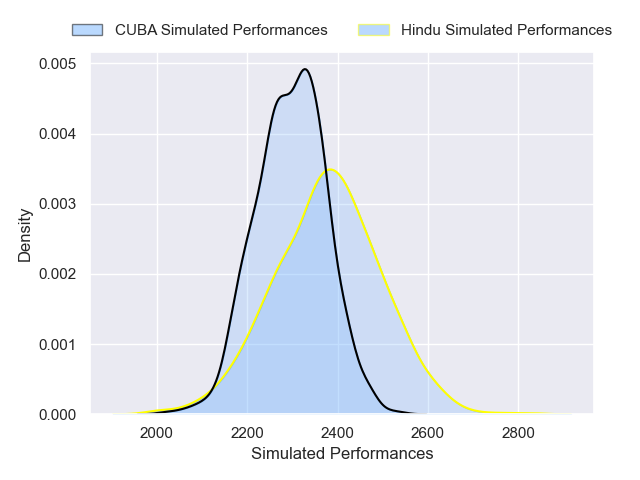 CUBA Simulated Performances
Hindu Simulated Performances
0.005
0.004
0.003
0.002
0.001
0.000
Density
2000
2200
2400
2600
2800
Simulated Performances